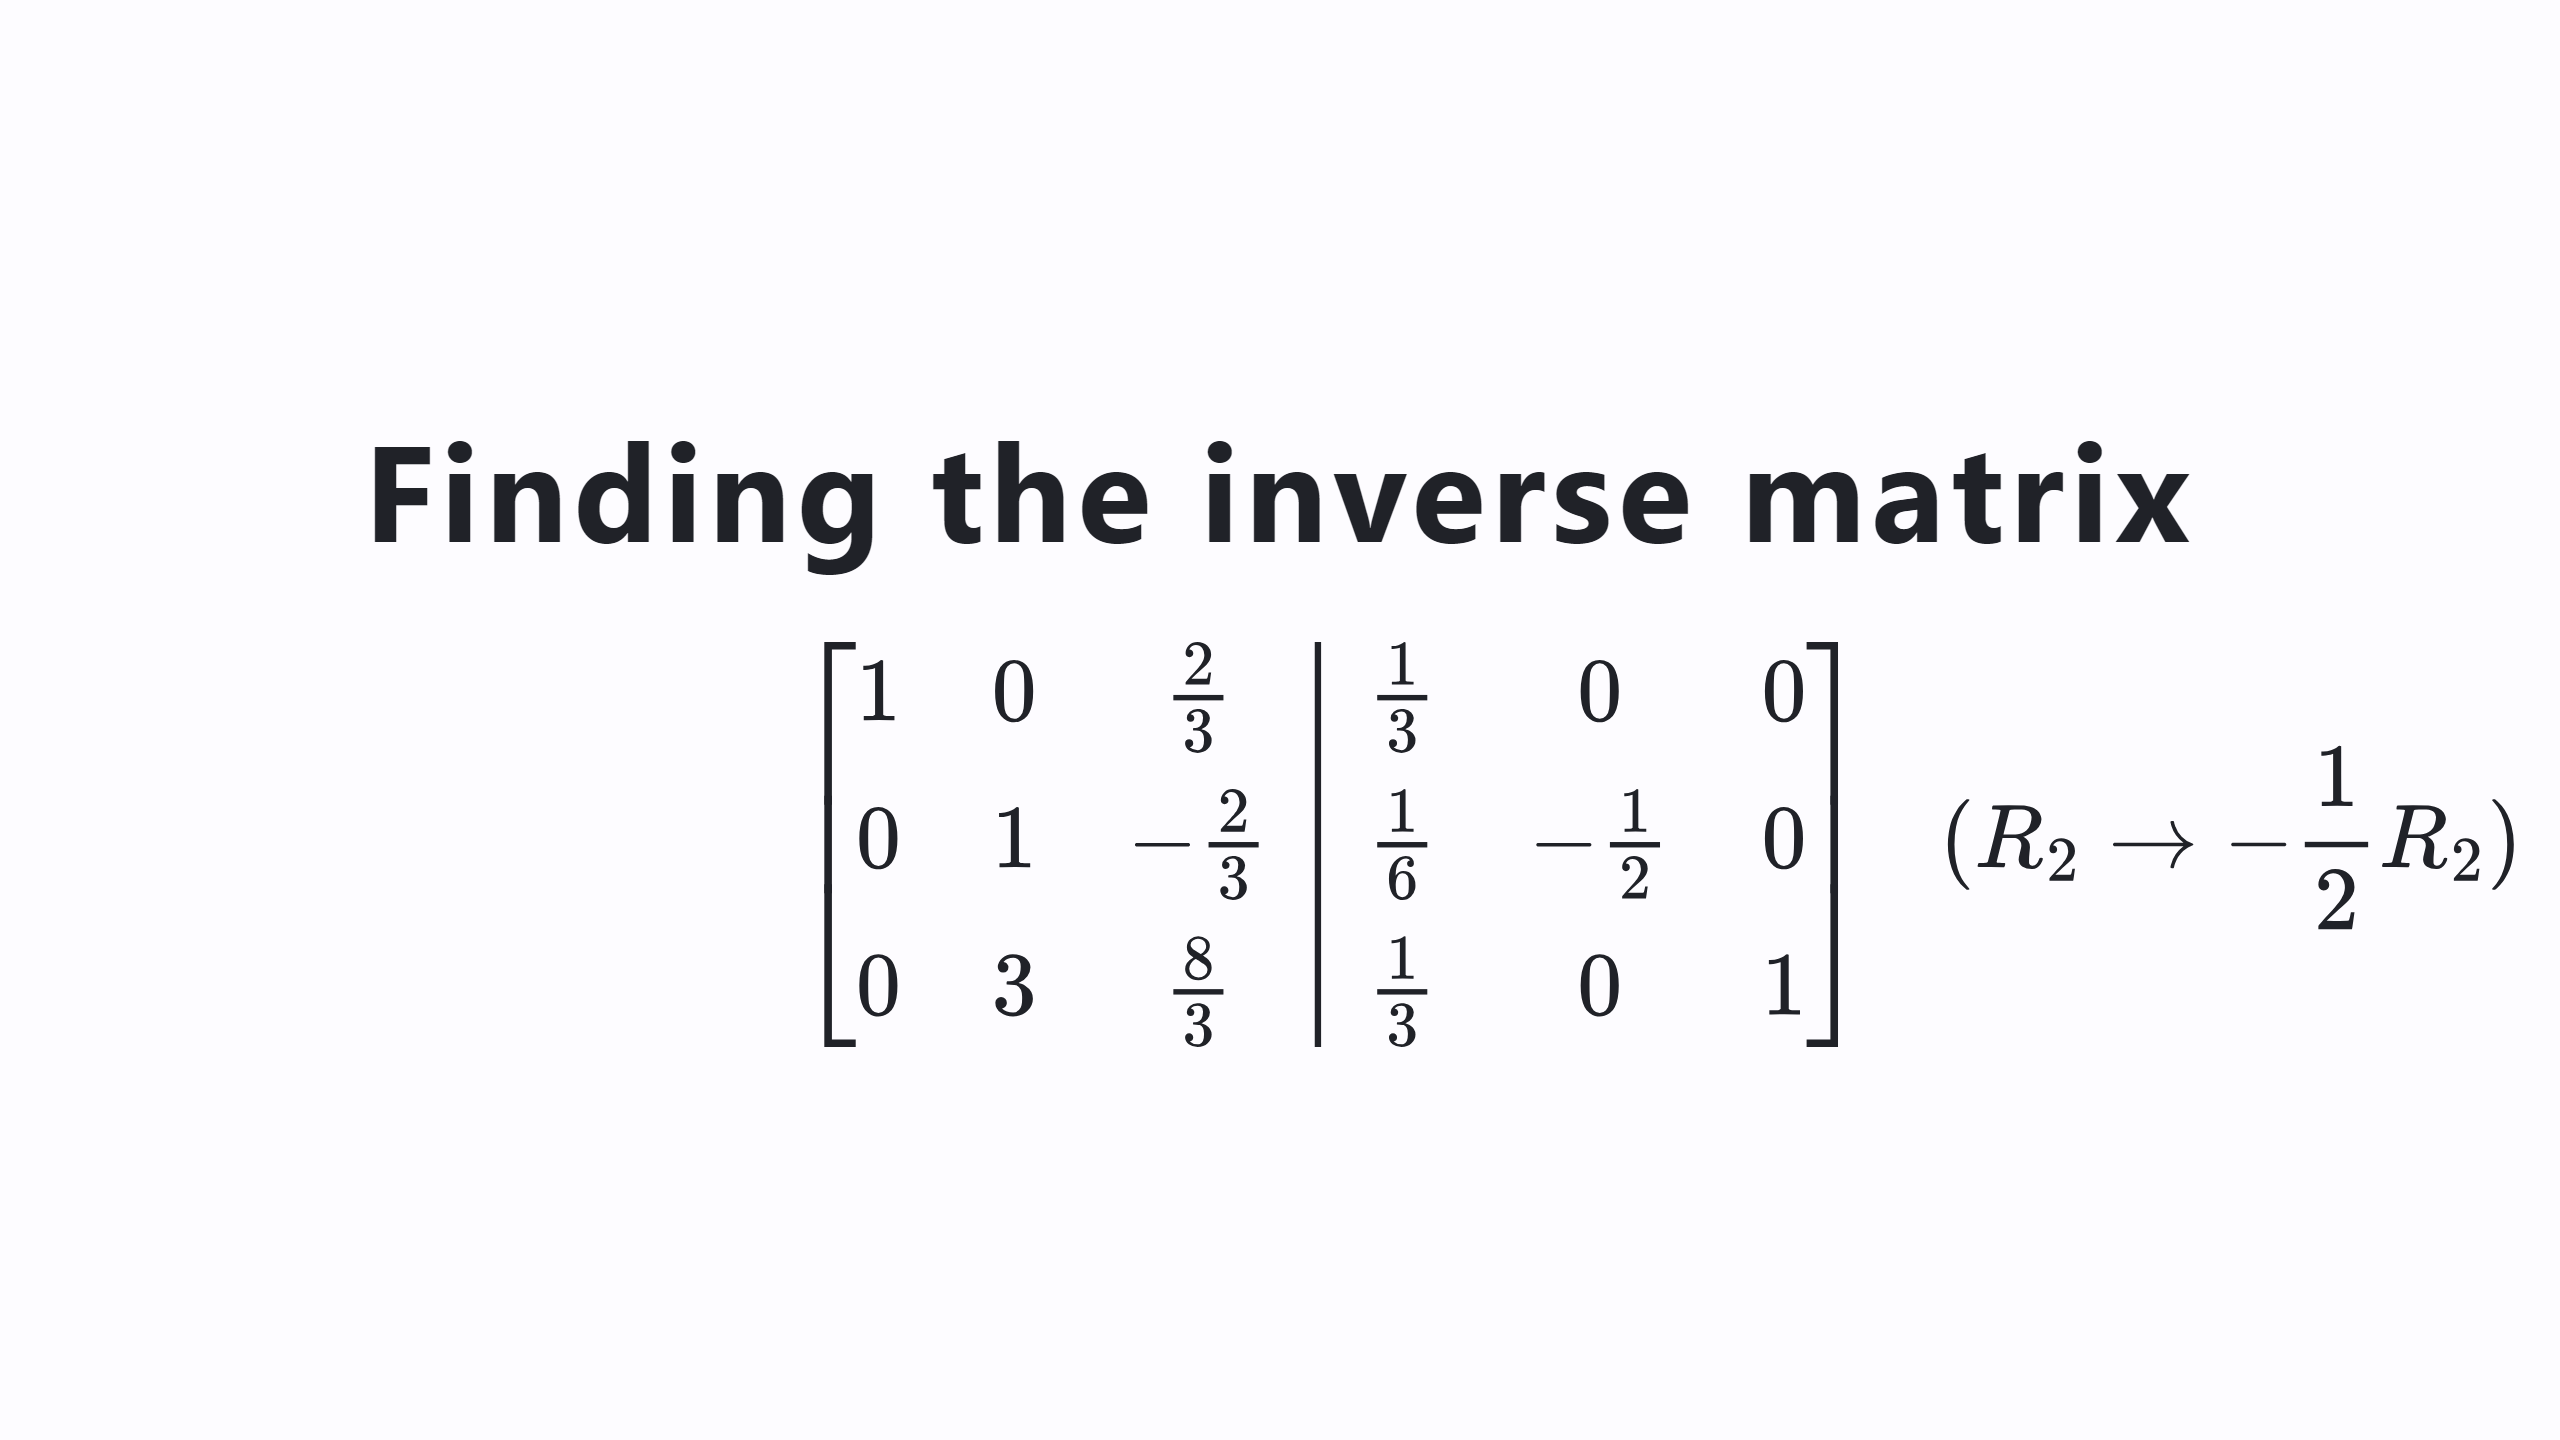 Finding the inverse matrix
1 0 2/3 | 1/3 0 0
0 1 −2/3 | 1/6 −1/2 0 (R₂ → −1/2 R₂)
0 3 8/3 | 1/3 0 1